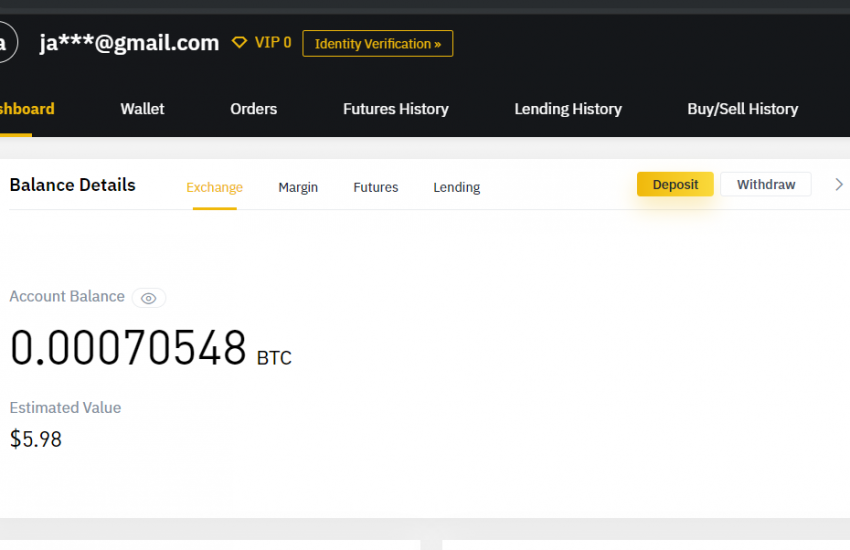 a
ja***@gmail.com VIP 0 Identity Verification »
shboard Wallet Orders Futures History Lending History Buy/Sell History
Balance Details Exchange Margin Futures Lending Deposit Withdraw
Account Balance
0.00070548 BTC
Estimated Value
$5.98